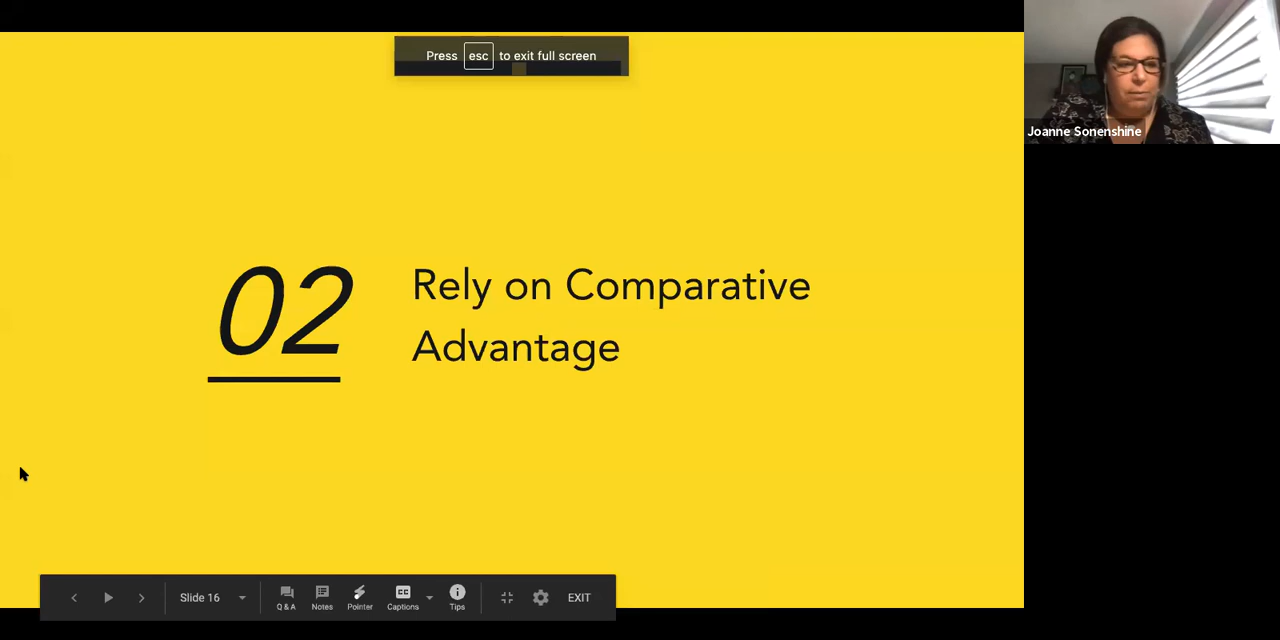 Press esc to exit full screen
Joanne Sonenshine
02
Rely on Comparative
Advantage
Slide 16
Q & A
Notes
Pointer
CC
Captions
Tips
EXIT